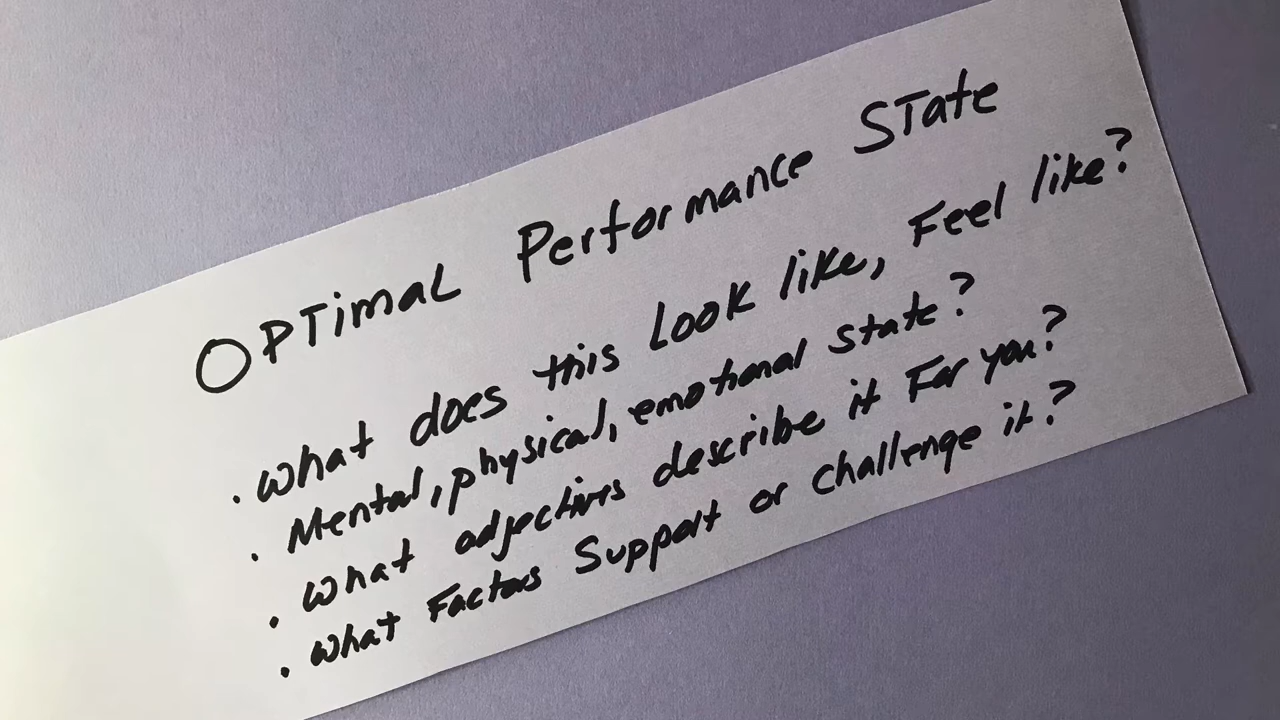 OPTimaL Performance STate
. What does this Look like, Feel like?
. Mental, physical, emotional state?
. What adjectives describe it For you?
. What Factors Support or challenge it?